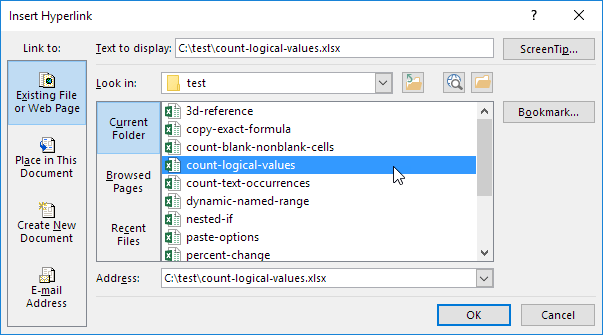 Insert Hyperlink
Link to:
Text to display: C:\test\count-logical-values.xlsx
ScreenTip...
Existing File
or Web Page
Look in: test
Place in This
Document
Create New
Document
E-mail
Address
Current
Folder
Browsed
Pages
Recent
Files
3d-reference
copy-exact-formula
count-blank-nonblank-cells
count-logical-values
count-text-occurrences
dynamic-named-range
nested-if
paste-options
percent-change
Bookmark...
Address: C:\test\count-logical-values.xlsx
OK
Cancel